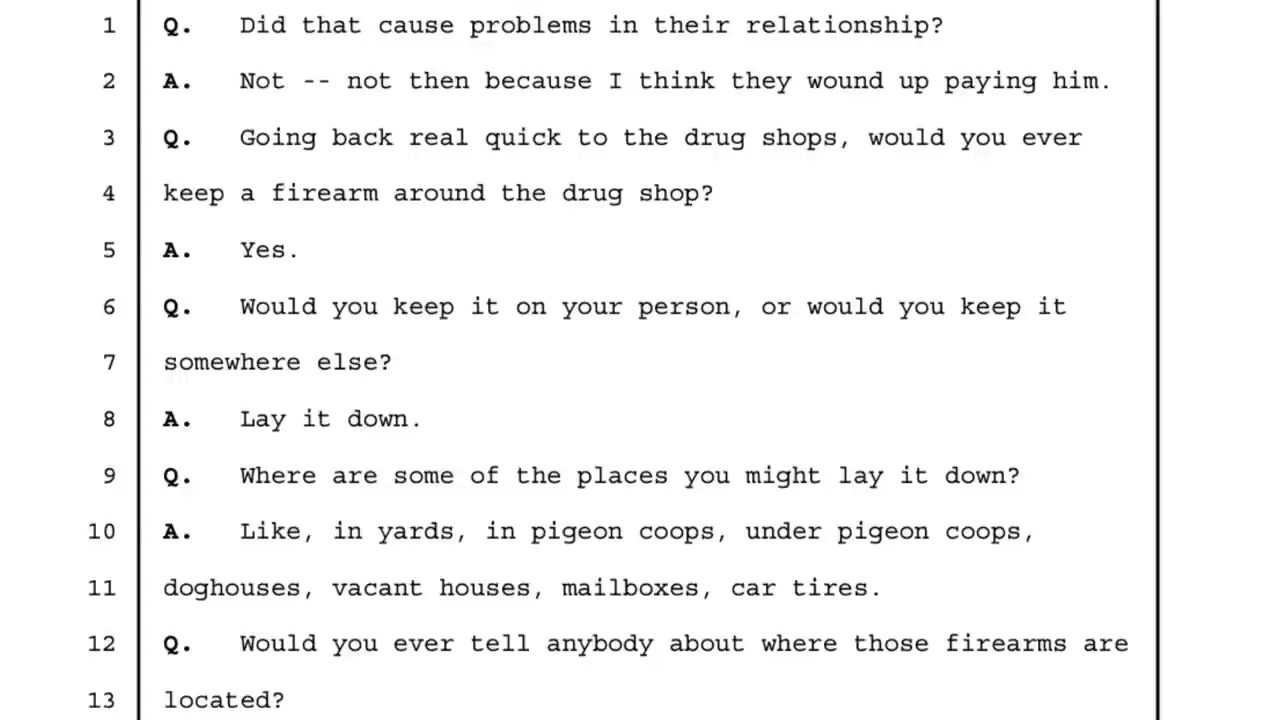 1 Q. Did that cause problems in their relationship?
2 A. Not -- not then because I think they wound up paying him.
3 Q. Going back real quick to the drug shops, would you ever
4 keep a firearm around the drug shop?
5 A. Yes.
6 Q. Would you keep it on your person, or would you keep it
7 somewhere else?
8 A. Lay it down.
9 Q. Where are some of the places you might lay it down?
10 A. Like, in yards, in pigeon coops, under pigeon coops,
11 doghouses, vacant houses, mailboxes, car tires.
12 Q. Would you ever tell anybody about where those firearms are
13 located?